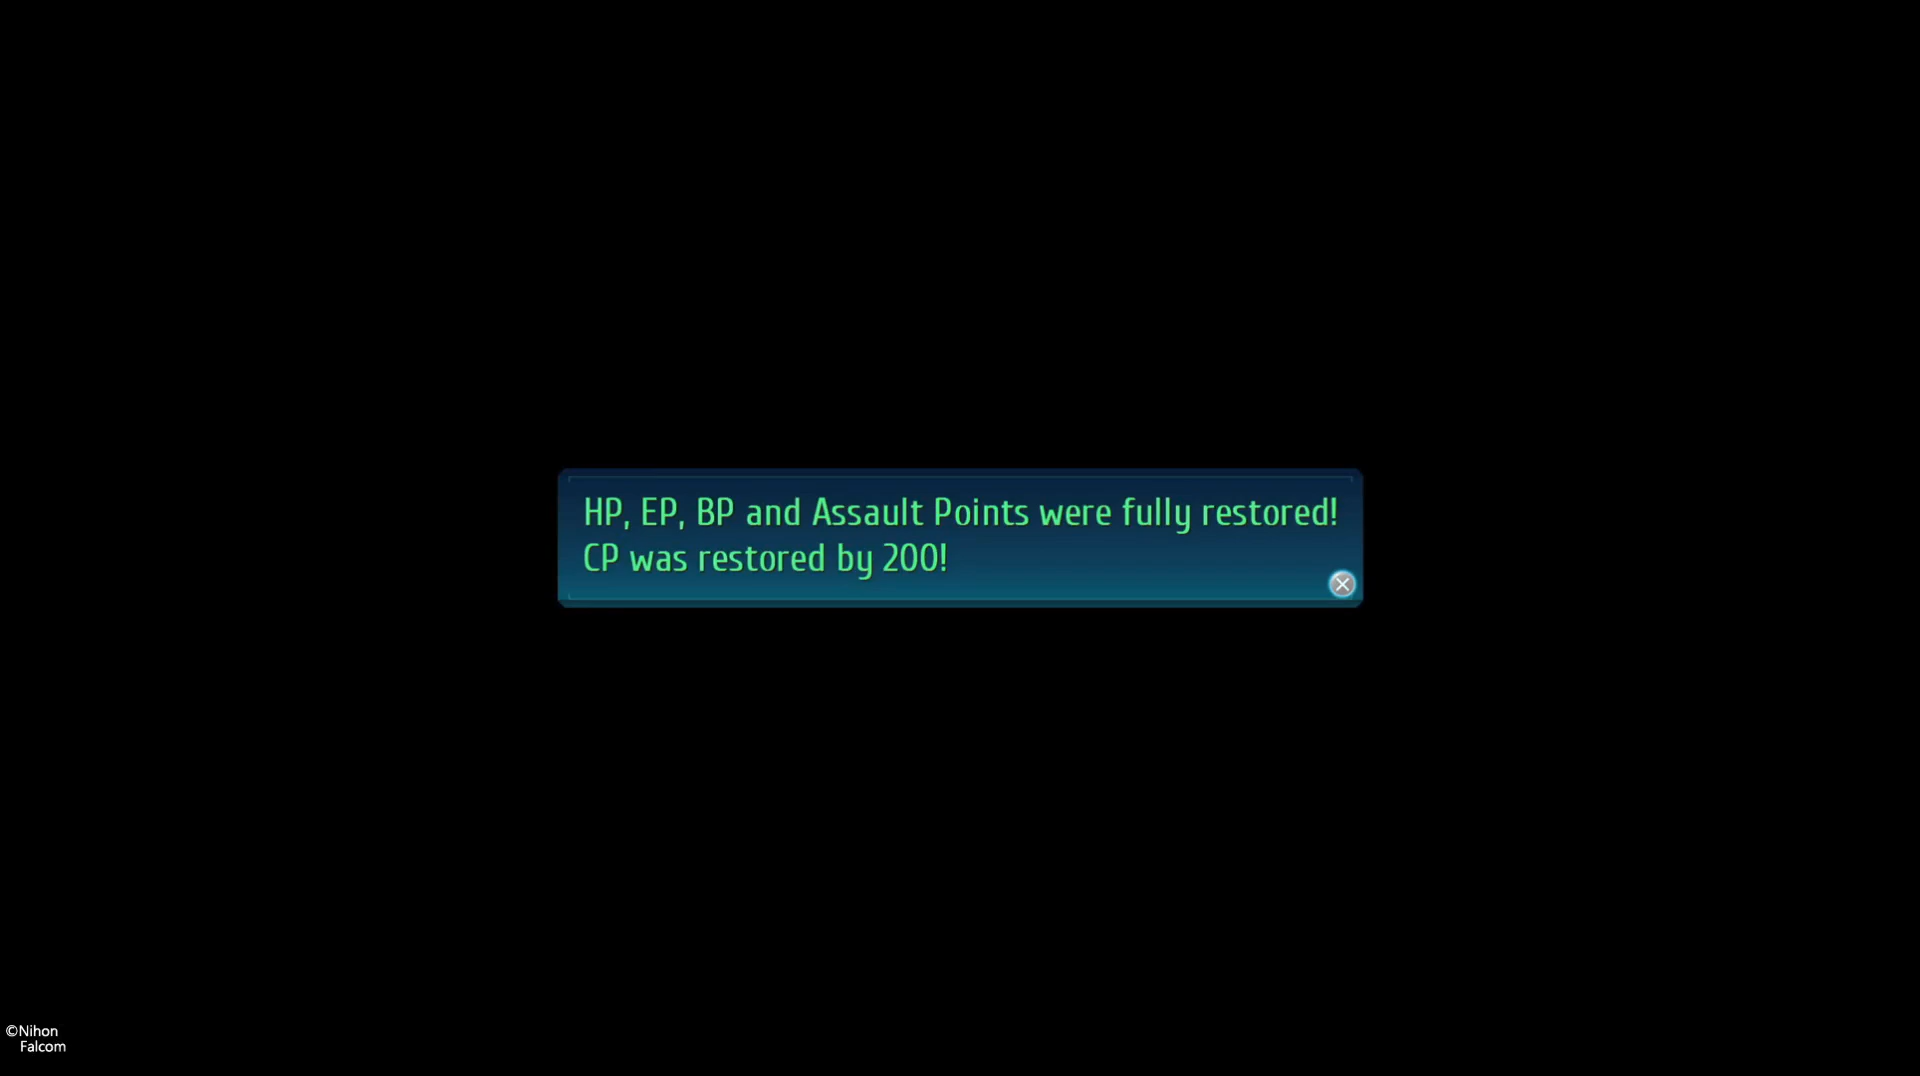 HP, EP, BP and Assault Points were fully restored!
CP was restored by 200!
©Nihon
Falcom